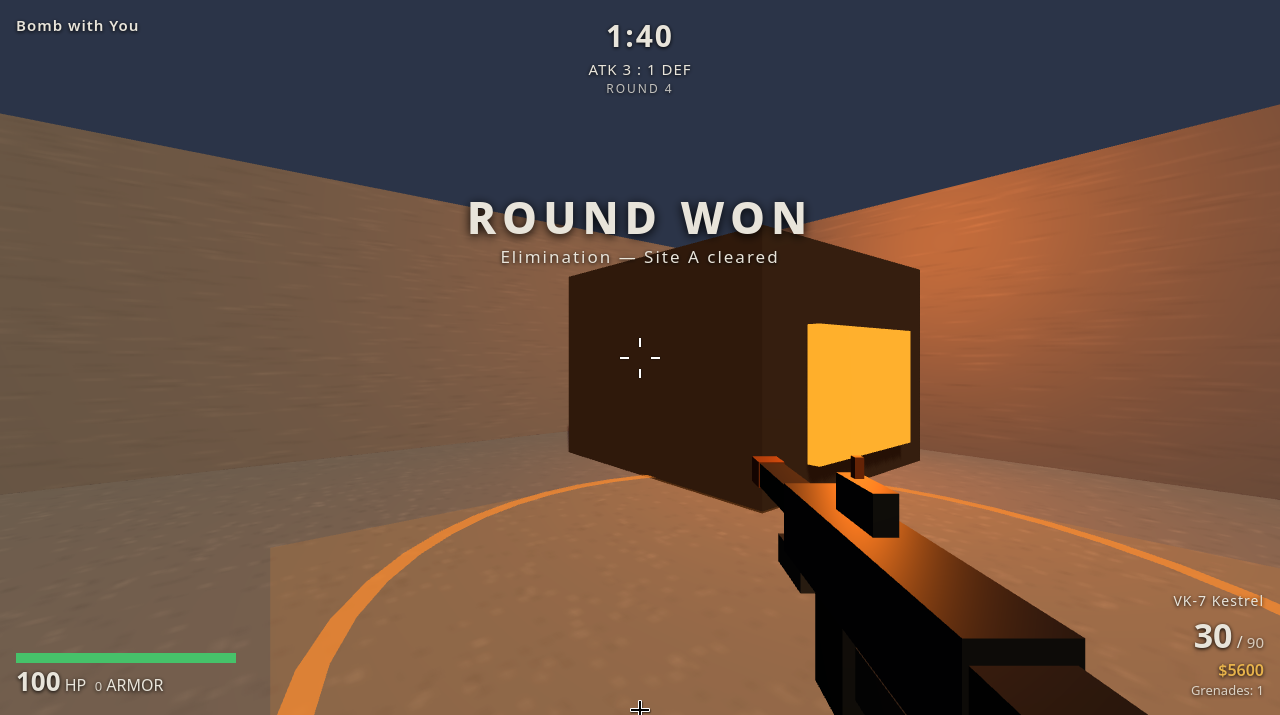 Bomb with You
1:40
ATK 3 : 1 DEF
ROUND 4
ROUND WON
Elimination — Site A cleared
VK-7 Kestrel
30 / 90
$5600
Grenades: 1
100 HP 0 ARMOR